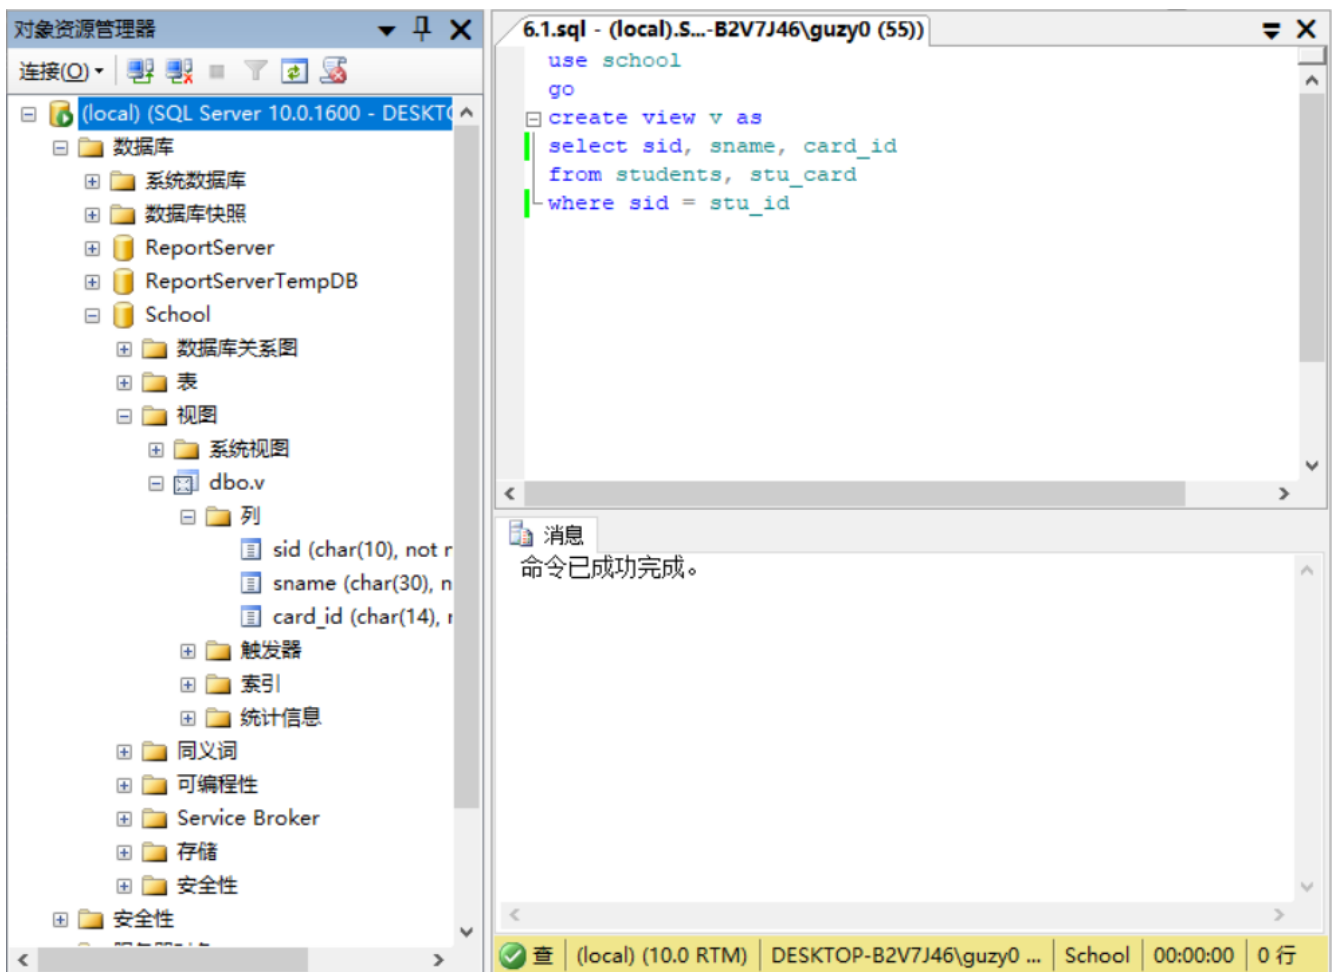 对象资源管理器
连接(O)
(local) (SQL Server 10.0.1600 - DESKT
数据库
系统数据库
数据库快照
ReportServer
ReportServerTempDB
School
数据库关系图
表
视图
系统视图
dbo.v
列
sid (char(10), not
sname (char(30),
card_id (char(14),
触发器
索引
统计信息
同义词
可编程性
Service Broker
存储
安全性
安全性
6.1.sql - (local).S...-B2V7J46\guzy0 (55))
use school
go
create view v as
select sid, sname, card_id
from students, stu_card
where sid = stu_id
消息
命令已成功完成。
查 (local) (10.0 RTM) DESKTOP-B2V7J46\guzy0 ... School 00:00:00 0 行